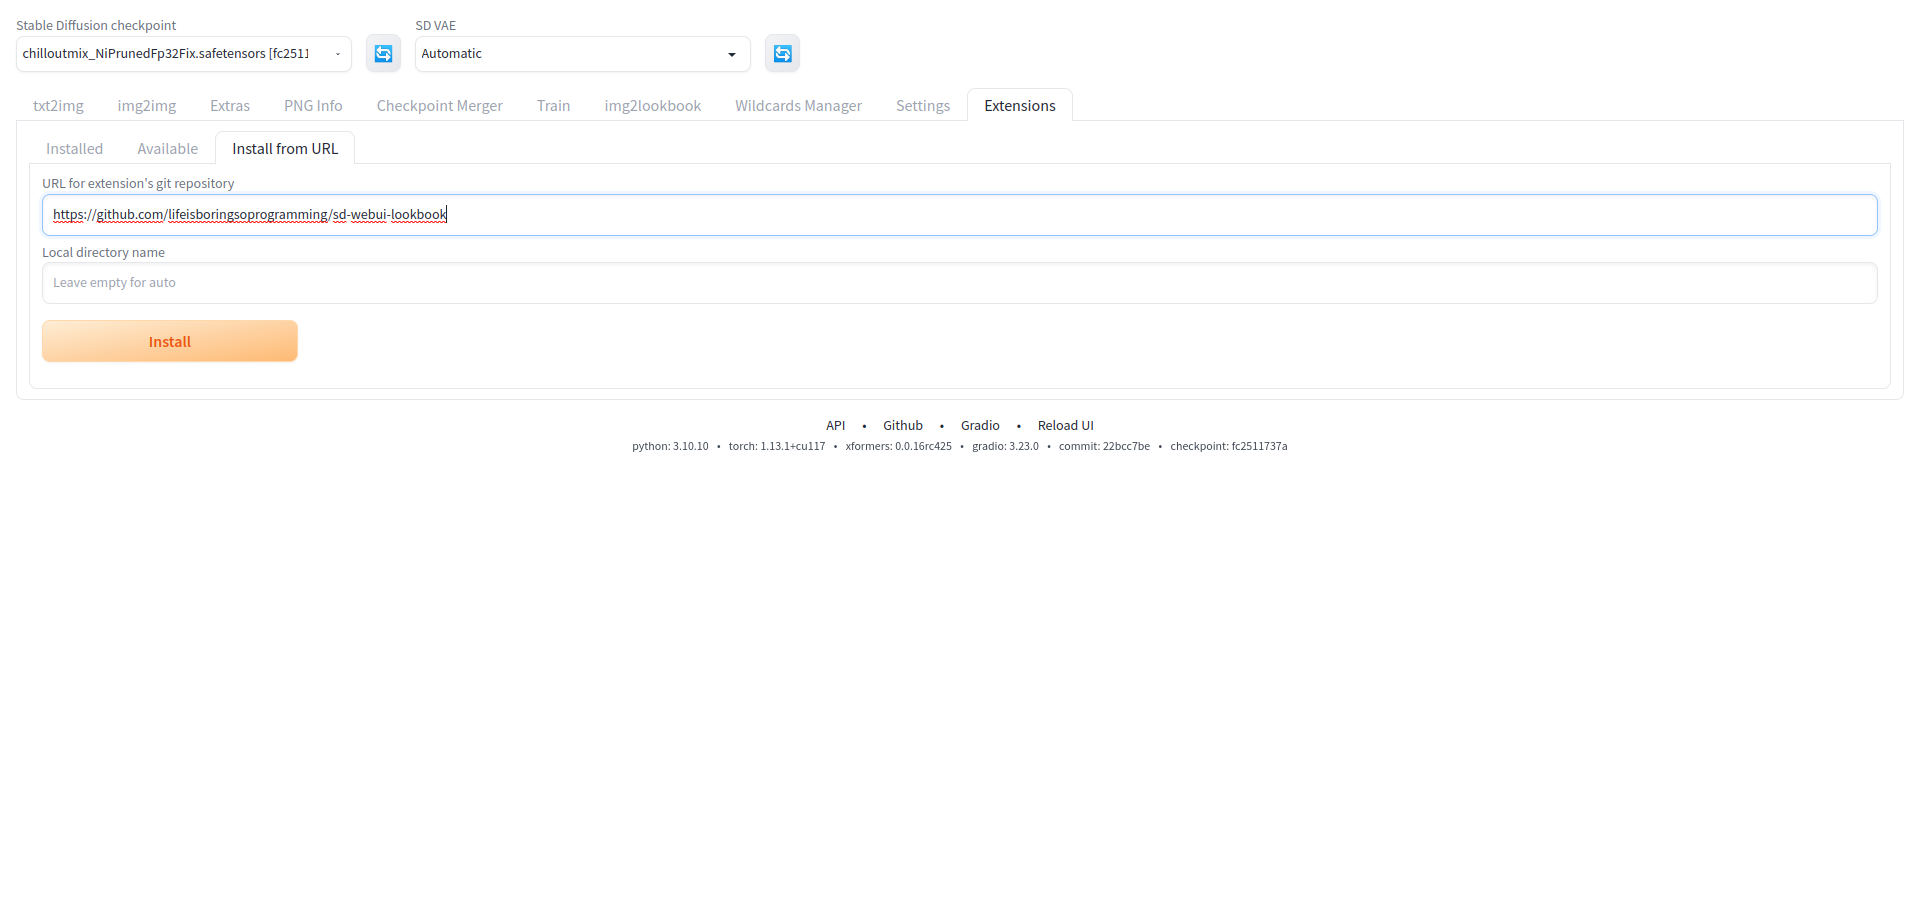 Stable Diffusion checkpoint SD VAE
chilloutmix_NiPrunedFp32Fix.safetensors [fc2511 Automatic
txt2img img2img Extras PNG Info Checkpoint Merger Train img2lookbook Wildcards Manager Settings Extensions
Installed Available Install from URL
URL for extension's git repository
https://github.com/lifeisboringsoprogramming/sd-webui-lookbook
Local directory name
Leave empty for auto
Install
API • Github • Gradio • Reload UI
python: 3.10.10 • torch: 1.13.1+cu117 • xformers: 0.0.16rc425 • gradio: 3.23.0 • commit: 22bcc7be • checkpoint: fc2511737a